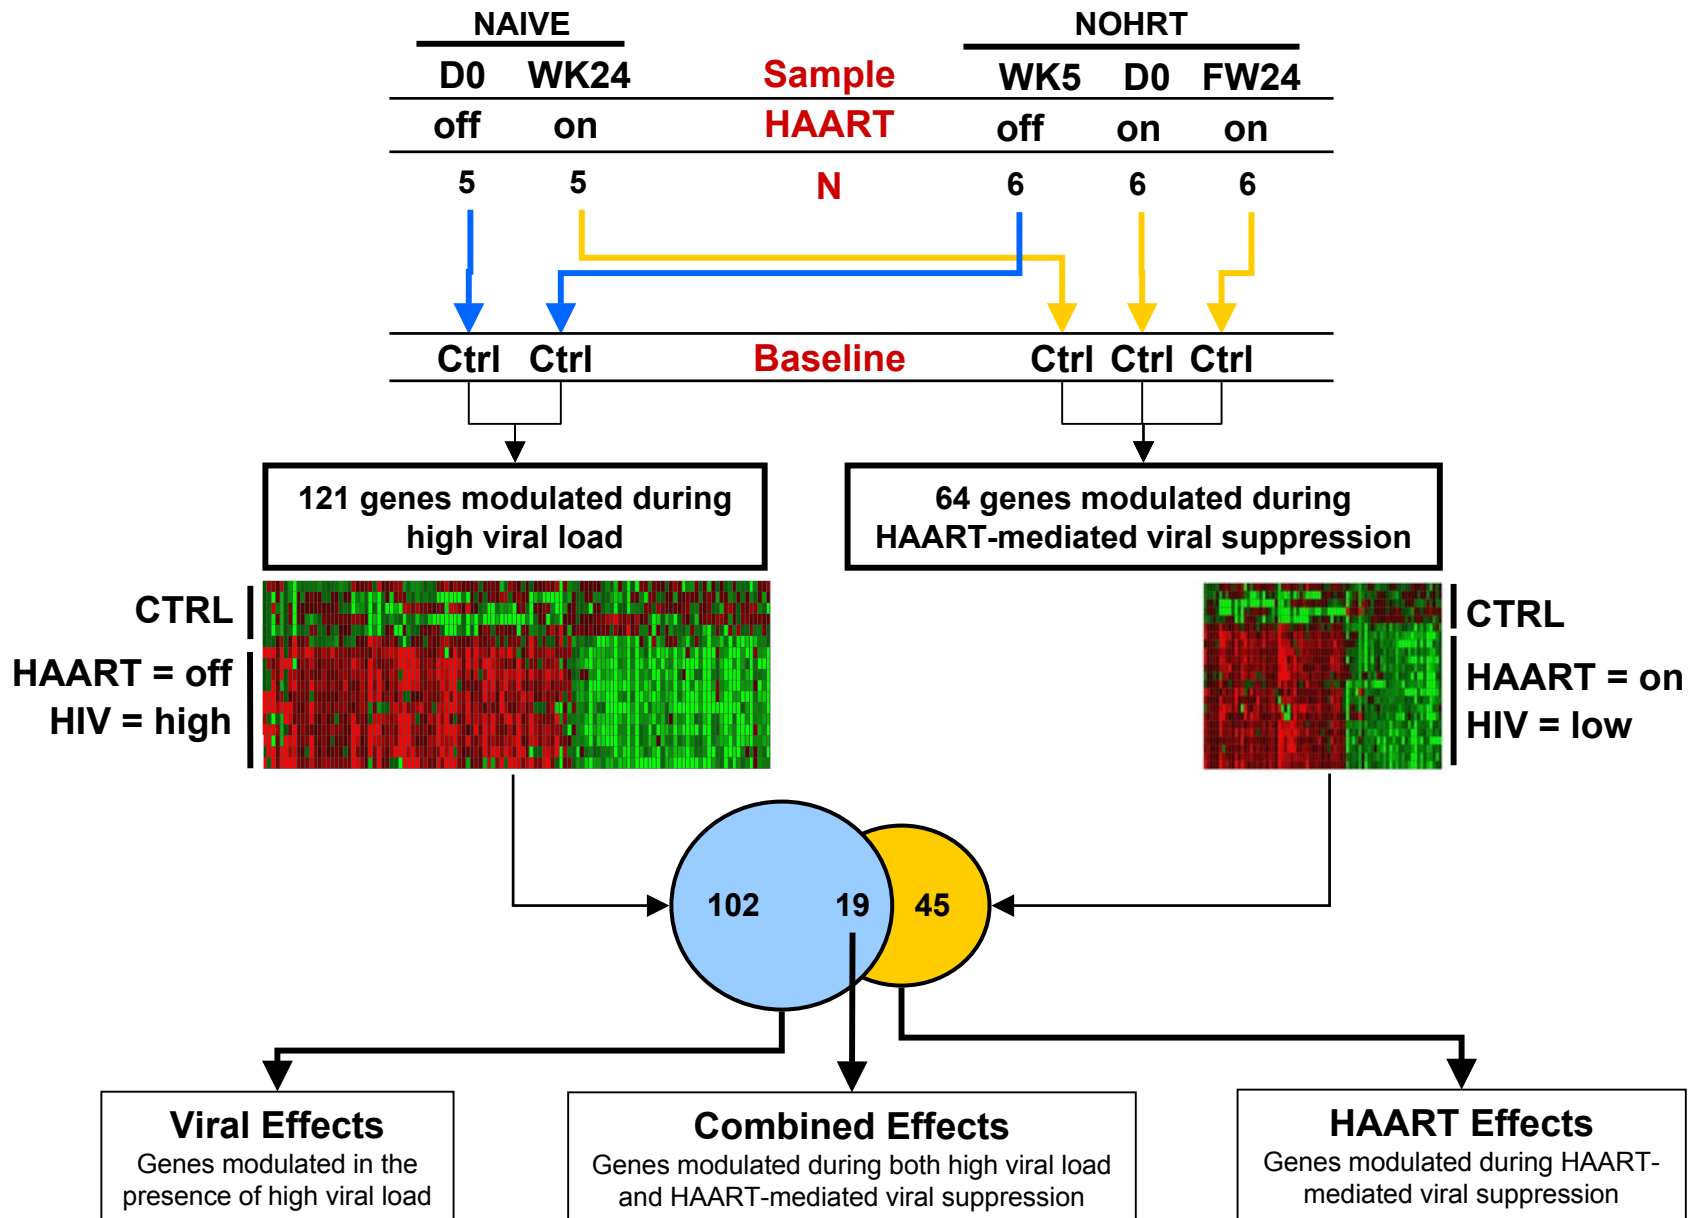 NAIVE NOHRT
D0 WK24 Sample WK5 D0 FW24
off on HAART off on on
5 5 N 6 6 6
Ctrl Ctrl Baseline Ctrl Ctrl Ctrl
121 genes modulated during
high viral load
64 genes modulated during
HAART-mediated viral suppression
CTRL
HAART = off
HIV = high
CTRL
HAART = on
HIV = low
102 19 45
Viral Effects
Genes modulated in the
presence of high viral load
Combined Effects
Genes modulated during both high viral load
and HAART-mediated viral suppression
HAART Effects
Genes modulated during HAART-
mediated viral suppression